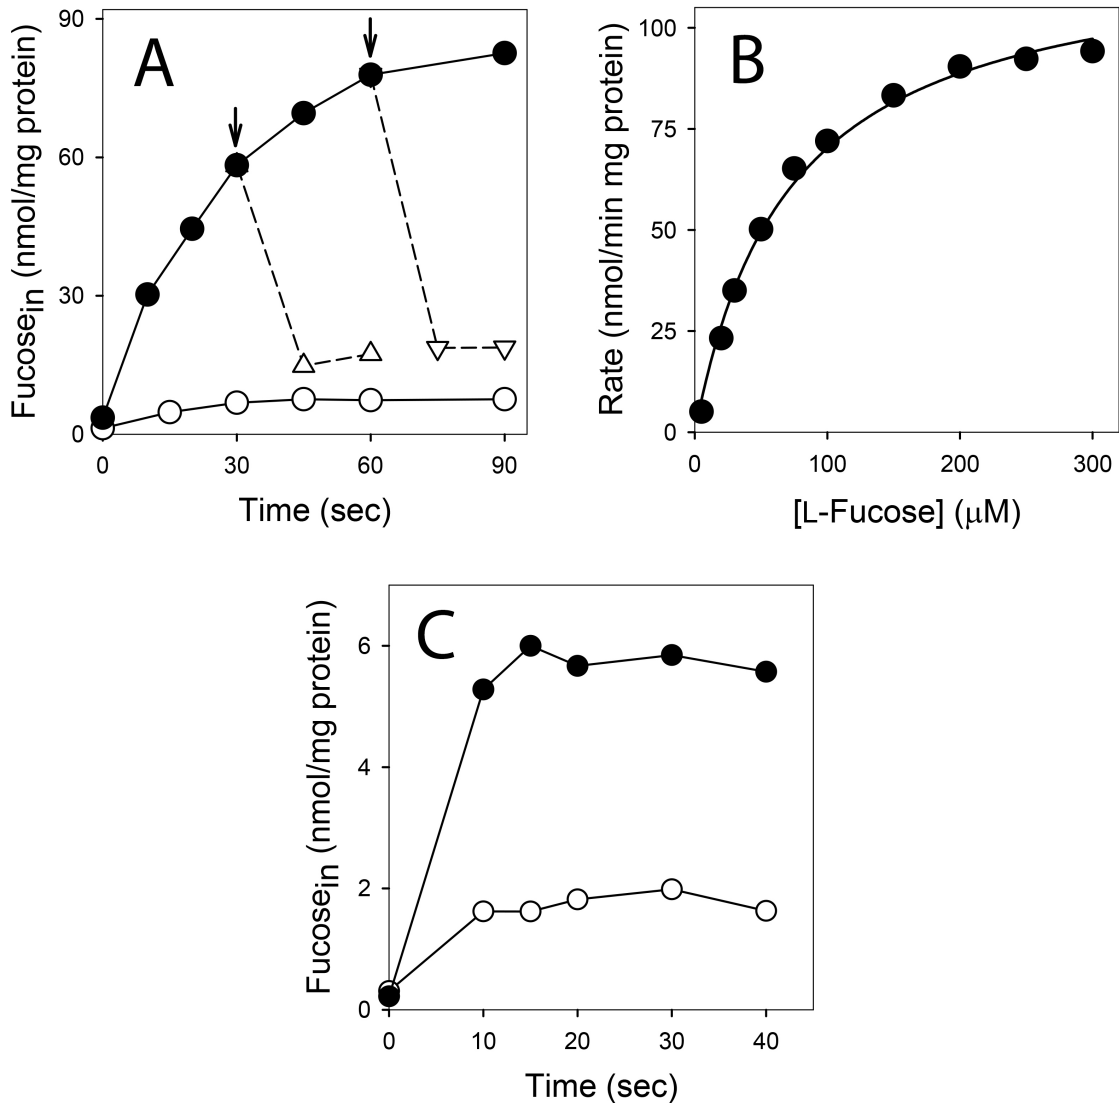 A
90
60
30
0
Fucosein (nmol/mg protein)
0 30 60 90
Time (sec)
B
100
75
50
25
0
Rate (nmol/min mg protein)
0 100 200 300
[L-Fucose] (μM)
C
6
4
2
0
Fucosein (nmol/mg protein)
0 10 20 30 40
Time (sec)